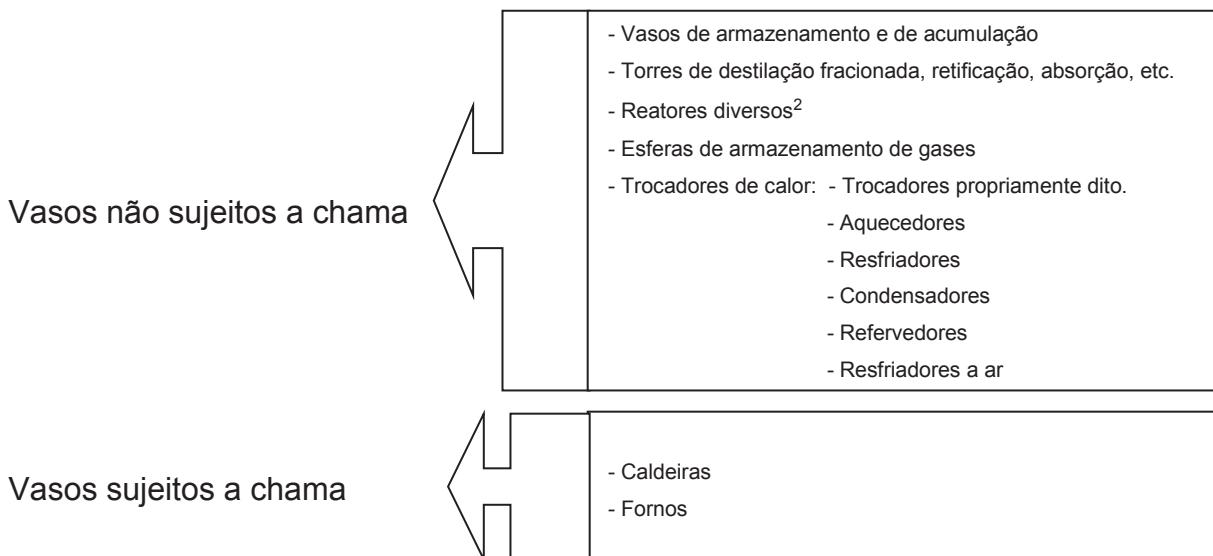 Vasos não sujeitos a chama
- Vasos de armazenamento e de acumulação
- Torres de destilação fracionada, retificação, absorção, etc.
- Reatores diversos2
- Esferas de armazenamento de gases
- Trocadores de calor: - Trocadores propriamente dito.
- Aquecedores
- Resfriadores
- Condensadores
- Refervedores
- Resfriadores a ar
Vasos sujeitos a chama
- Caldeiras
- Fornos